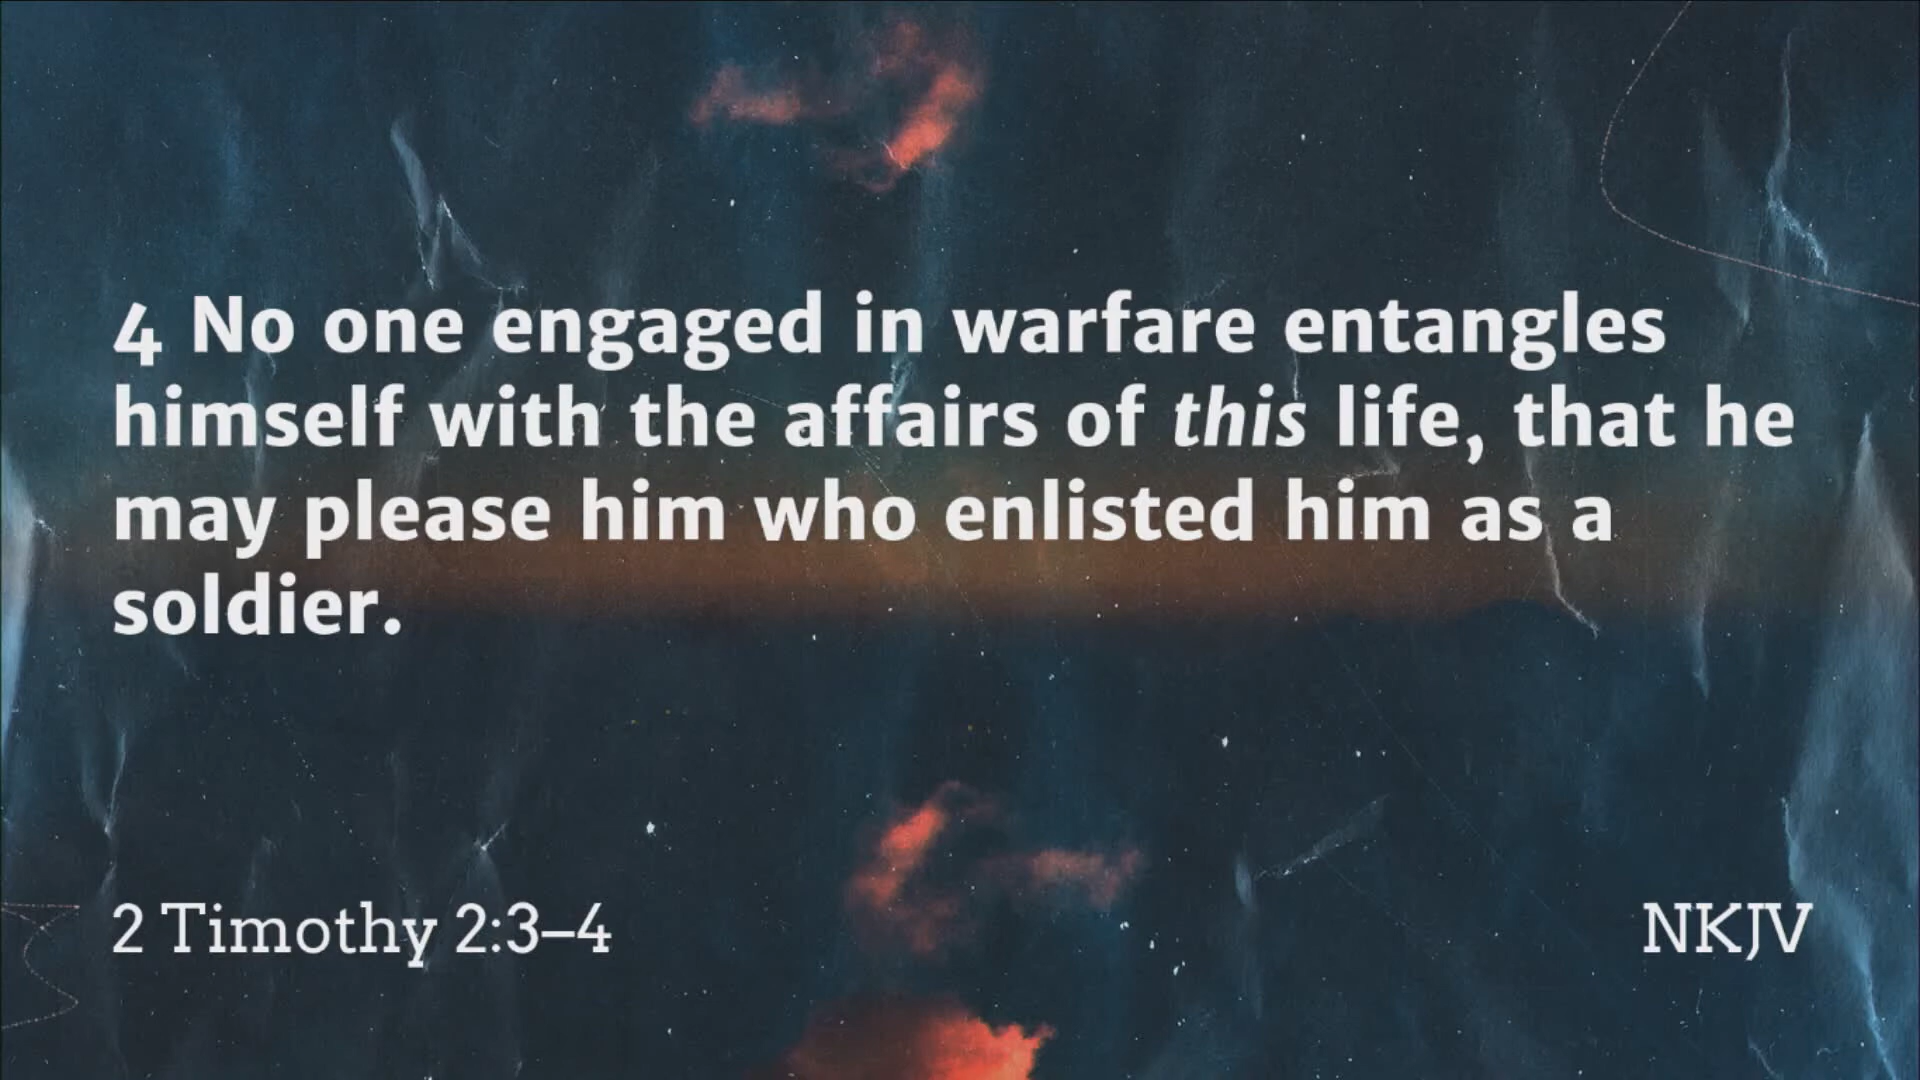 4 No one engaged in warfare entangles
himself with the affairs of this life, that he
may please him who enlisted him as a
soldier.
2 Timothy 2:3–4
NKJV